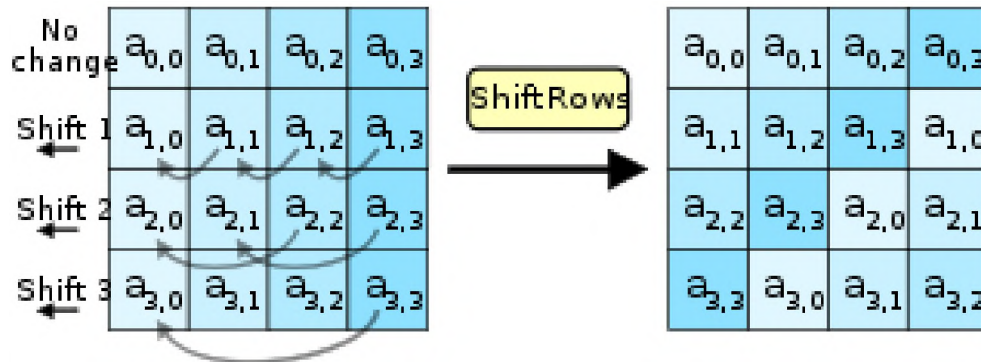 No
change
a0,0 a0,1 a0,2 a0,3
Shift 1
a1,0 a1,1 a1,2 a1,3
Shift 2
a2,0 a2,1 a2,2 a2,3
Shift 3
a3,0 a3,1 a3,2 a3,3
ShiftRows
a0,0 a0,1 a0,2 a0,3
a1,1 a1,2 a1,3 a1,0
a2,2 a2,3 a2,0 a2,1
a3,3 a3,0 a3,1 a3,2